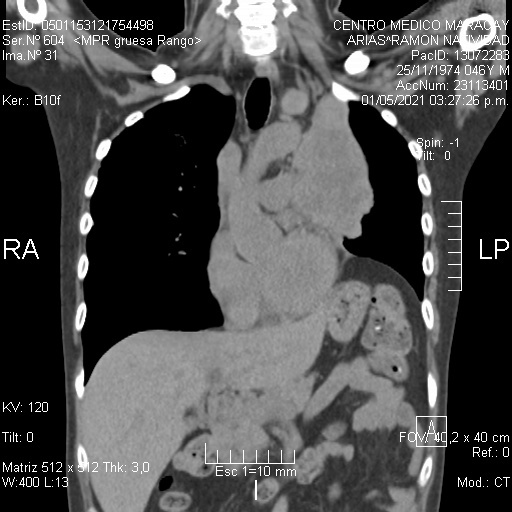 EstID: 0501153121754498
Ser.Nº 604 <MPR gruesa Rango>
Ima.Nº 31
Ker.: B10f
CENTRO MEDICO MARACAY
ARIAS^RAMON NATIVIDAD
PacID: 13072283
25/11/1974 046Y M
AccNum: 23113401
01/05/2021 03:27:26 p.m.
Spin: -1
Tilt: 0
RA
LP
KV: 120
Tilt: 0
Matriz 512 x 512 Thk: 3,0
W:400 L:13
Esc 1=10 mm
A
FOV: 40,2 x 40 cm
Ref.: 0
Mod.: CT